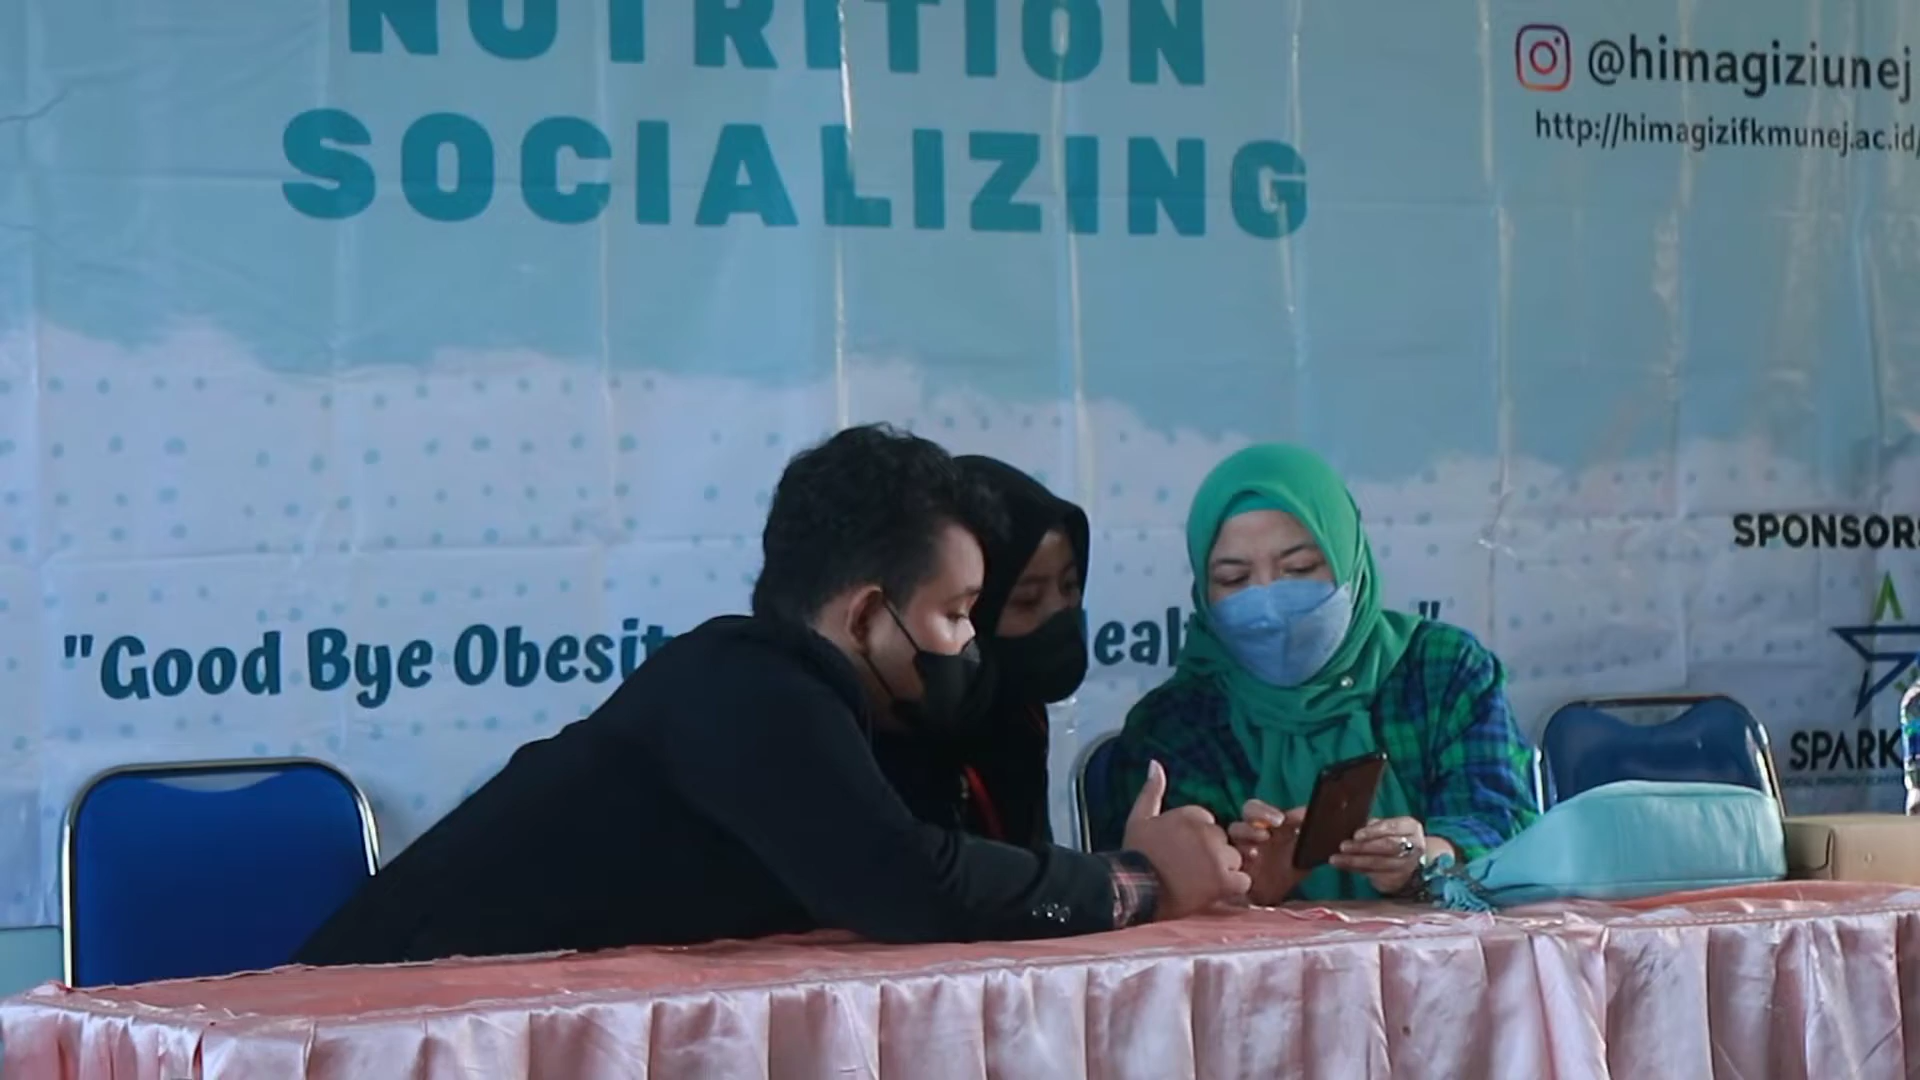 NUTRITION
SOCIALIZING
@himagiziunej
http://himagizifkmunej.ac.id/
SPONSORS
"Good Bye Obesit
ealt "
SPARK